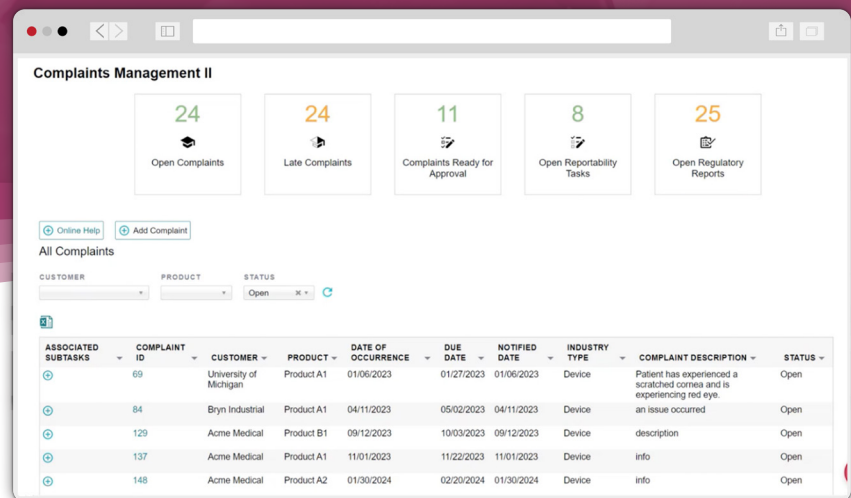 Complaints Management II
24
Open Complaints
24
Late Complaints
11
Complaints Ready for
Approval
8
Open Reportability
Tasks
25
Open Regulatory
Reports
Online Help
Add Complaint
All Complaints
CUSTOMER PRODUCT STATUS
Open
ASSOCIATED SUBTASKS COMPLAINT ID CUSTOMER PRODUCT DATE OF OCCURRENCE DUE DATE NOTIFIED DATE INDUSTRY TYPE COMPLAINT DESCRIPTION STATUS
69 University of Michigan Product A1 01/06/2023 01/27/2023 01/06/2023 Device Patient has experienced a scratched cornea and is experiencing red eye. Open
84 Bryn Industrial Product A1 04/11/2023 05/02/2023 04/11/2023 Device an issue occurred Open
129 Acme Medical Product B1 09/12/2023 10/03/2023 09/12/2023 Device description Open
137 Acme Medical Product A1 11/01/2023 11/22/2023 11/01/2023 Device info Open
148 Acme Medical Product A2 01/30/2024 02/20/2024 01/30/2024 Device info Open